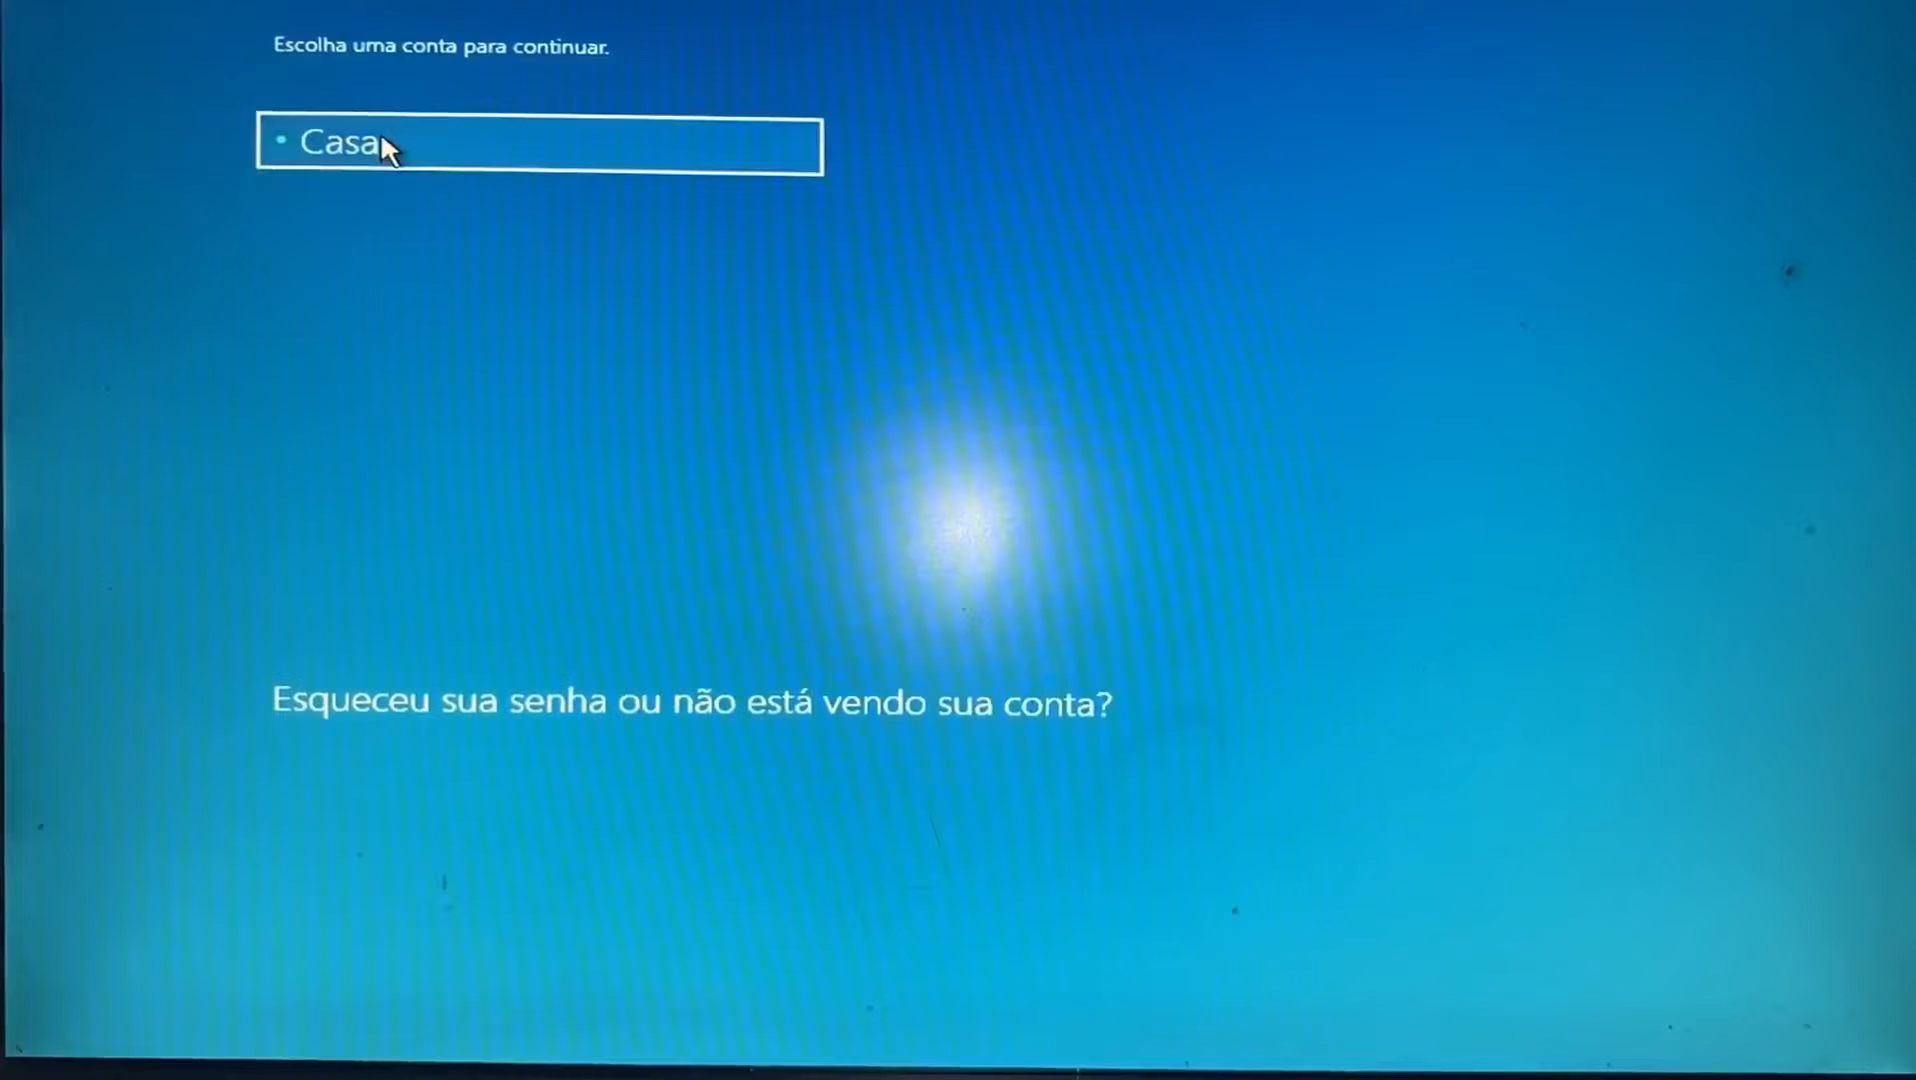 Escolha uma conta para continuar.
Casa
Esqueceu sua senha ou não está vendo sua conta?